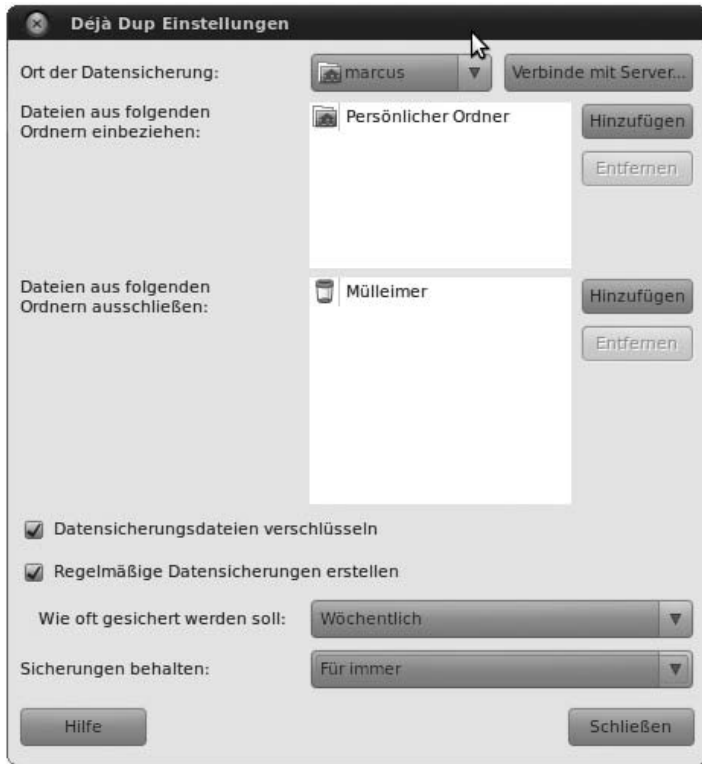 Déjà Dup Einstellungen
Ort der Datensicherung:
marcus
Verbinde mit Server...
Dateien aus folgenden
Ordnern einbeziehen:
Persönlicher Ordner
Hinzufügen
Entfernen
Dateien aus folgenden
Ordnern ausschließen:
Mülleimer
Hinzufügen
Entfernen
Datensicherungsdateien verschlüsseln
Regelmäßige Datensicherungen erstellen
Wie oft gesichert werden soll:
Wöchentlich
Sicherungen behalten:
Für immer
Hilfe
Schließen